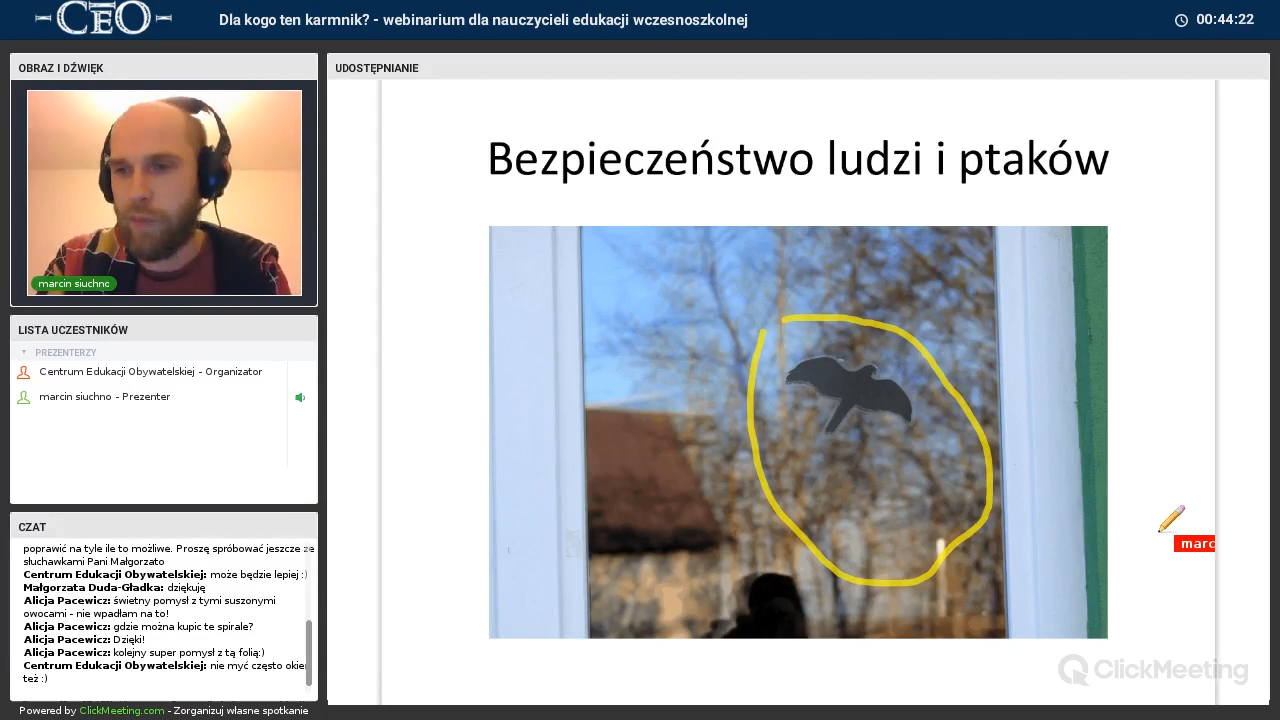 CEO
Dla kogo ten karmnik? - webinarium dla nauczycieli edukacji wczesnoszkolnej
00:44:22
OBRAZ I DŹWIĘK
marcin siuchno
LISTA UCZESTNIKÓW
PREZENTERZY
Centrum Edukacji Obywatelskiej - Organizator
marcin siuchno - Prezenter
CZAT
poprawić na tyle ile to możliwe. Proszę spróbować jeszcze ze
słuchawkami Pani Małgorzato
Centrum Edukacji Obywatelskiej: może będzie lepiej :)
Małgorzata Duda-Gładka: dziękuję
Alicja Pacewicz: świetny pomysł z tymi suszonymi
owocami - nie wpadłam na to!
Alicja Pacewicz: gdzie można kupic te spirale?
Alicja Pacewicz: Dzięki!
Alicja Pacewicz: kolejny super pomysł z tą folią:)
Centrum Edukacji Obywatelskiej: nie myć często okien
też :)
Powered by ClickMeeting.com - Zorganizuj własne spotkanie
UDOSTĘPNIANIE
Bezpieczeństwo ludzi i ptaków
marc
ClickMeeting